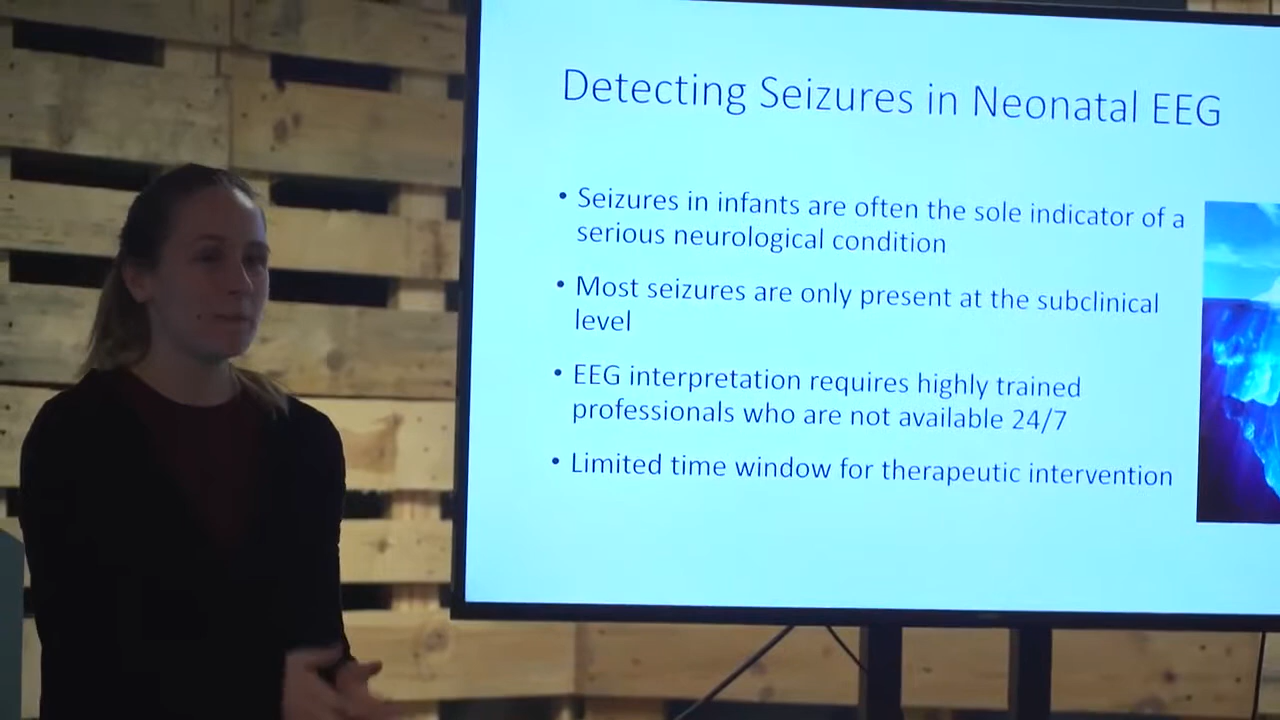 Detecting Seizures in Neonatal EEG
• Seizures in infants are often the sole indicator of a
serious neurological condition
• Most seizures are only present at the subclinical
level
• EEG interpretation requires highly trained
professionals who are not available 24/7
• Limited time window for therapeutic intervention